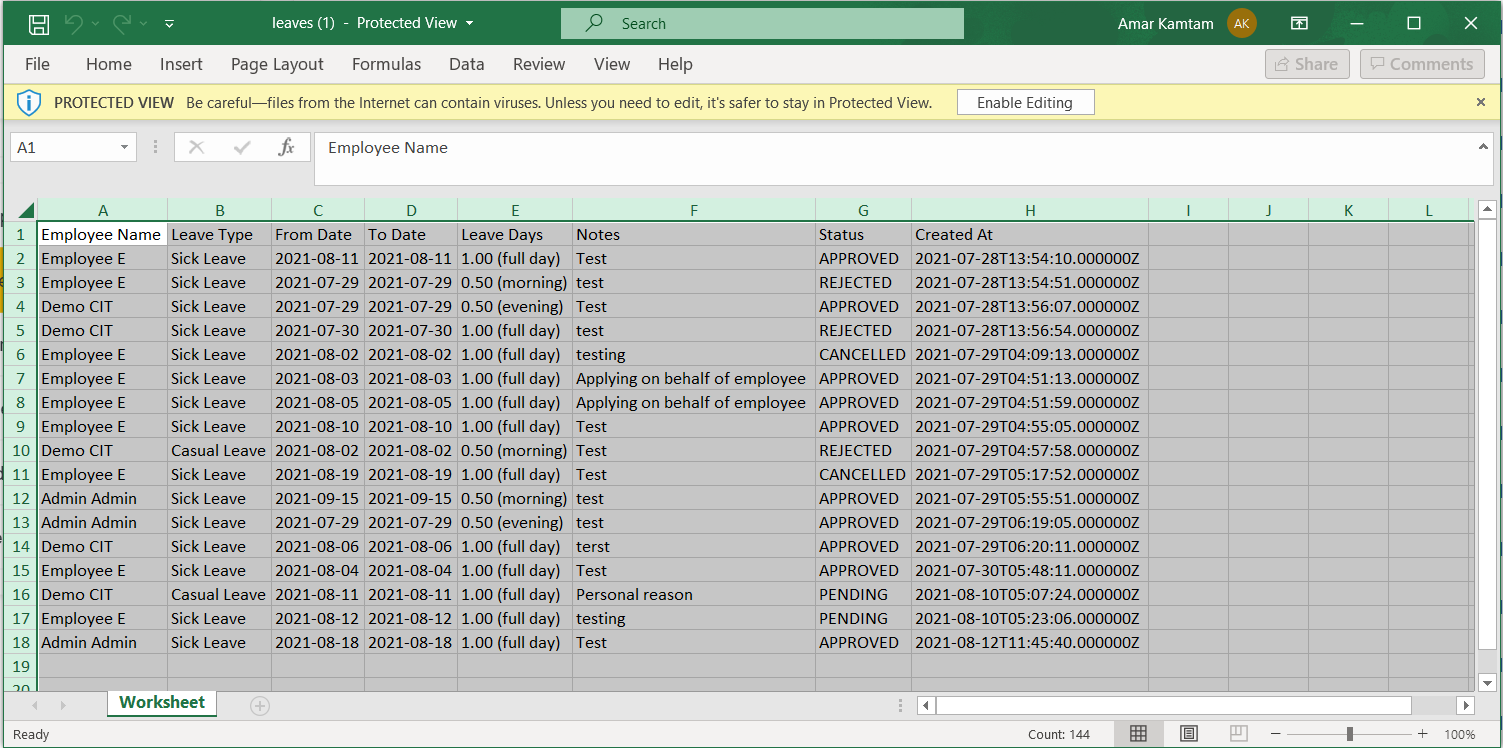 leaves (1) - Protected View
Search
Amar Kamtam
AK
File Home Insert Page Layout Formulas Data Review View Help
Share Comments
PROTECTED VIEW Be careful—files from the Internet can contain viruses. Unless you need to edit, it's safer to stay in Protected View. Enable Editing
A1 fx Employee Name
A B C D E F G H I J K L
1 Employee Name Leave Type From Date To Date Leave Days Notes Status Created At
2 Employee E Sick Leave 2021-08-11 2021-08-11 1.00 (full day) Test APPROVED 2021-07-28T13:54:10.000000Z
3 Employee E Sick Leave 2021-07-29 2021-07-29 0.50 (morning) test REJECTED 2021-07-28T13:54:51.000000Z
4 Demo CIT Sick Leave 2021-07-29 2021-07-29 0.50 (evening) Test APPROVED 2021-07-28T13:56:07.000000Z
5 Demo CIT Sick Leave 2021-07-30 2021-07-30 1.00 (full day) test REJECTED 2021-07-28T13:56:54.000000Z
6 Employee E Sick Leave 2021-08-02 2021-08-02 1.00 (full day) testing CANCELLED 2021-07-29T04:09:13.000000Z
7 Employee E Sick Leave 2021-08-03 2021-08-03 1.00 (full day) Applying on behalf of employee APPROVED 2021-07-29T04:51:13.000000Z
8 Employee E Sick Leave 2021-08-05 2021-08-05 1.00 (full day) Applying on behalf of employee APPROVED 2021-07-29T04:51:59.000000Z
9 Employee E Sick Leave 2021-08-10 2021-08-10 1.00 (full day) Test APPROVED 2021-07-29T04:55:05.000000Z
10 Demo CIT Casual Leave 2021-08-02 2021-08-02 0.50 (morning) Test REJECTED 2021-07-29T04:57:58.000000Z
11 Employee E Sick Leave 2021-08-19 2021-08-19 1.00 (full day) Test CANCELLED 2021-07-29T05:17:52.000000Z
12 Admin Admin Sick Leave 2021-09-15 2021-09-15 0.50 (morning) test APPROVED 2021-07-29T05:55:51.000000Z
13 Admin Admin Sick Leave 2021-07-29 2021-07-29 0.50 (evening) test APPROVED 2021-07-29T06:19:05.000000Z
14 Demo CIT Sick Leave 2021-08-06 2021-08-06 1.00 (full day) terst APPROVED 2021-07-29T06:20:11.000000Z
15 Employee E Sick Leave 2021-08-04 2021-08-04 1.00 (full day) Test APPROVED 2021-07-30T05:48:11.000000Z
16 Demo CIT Casual Leave 2021-08-11 2021-08-11 1.00 (full day) Personal reason PENDING 2021-08-10T05:07:24.000000Z
17 Employee E Sick Leave 2021-08-12 2021-08-12 1.00 (full day) testing PENDING 2021-08-10T05:23:06.000000Z
18 Admin Admin Sick Leave 2021-08-18 2021-08-18 1.00 (full day) Test APPROVED 2021-08-12T11:45:40.000000Z
19
20
Worksheet
Ready Count: 144 100%